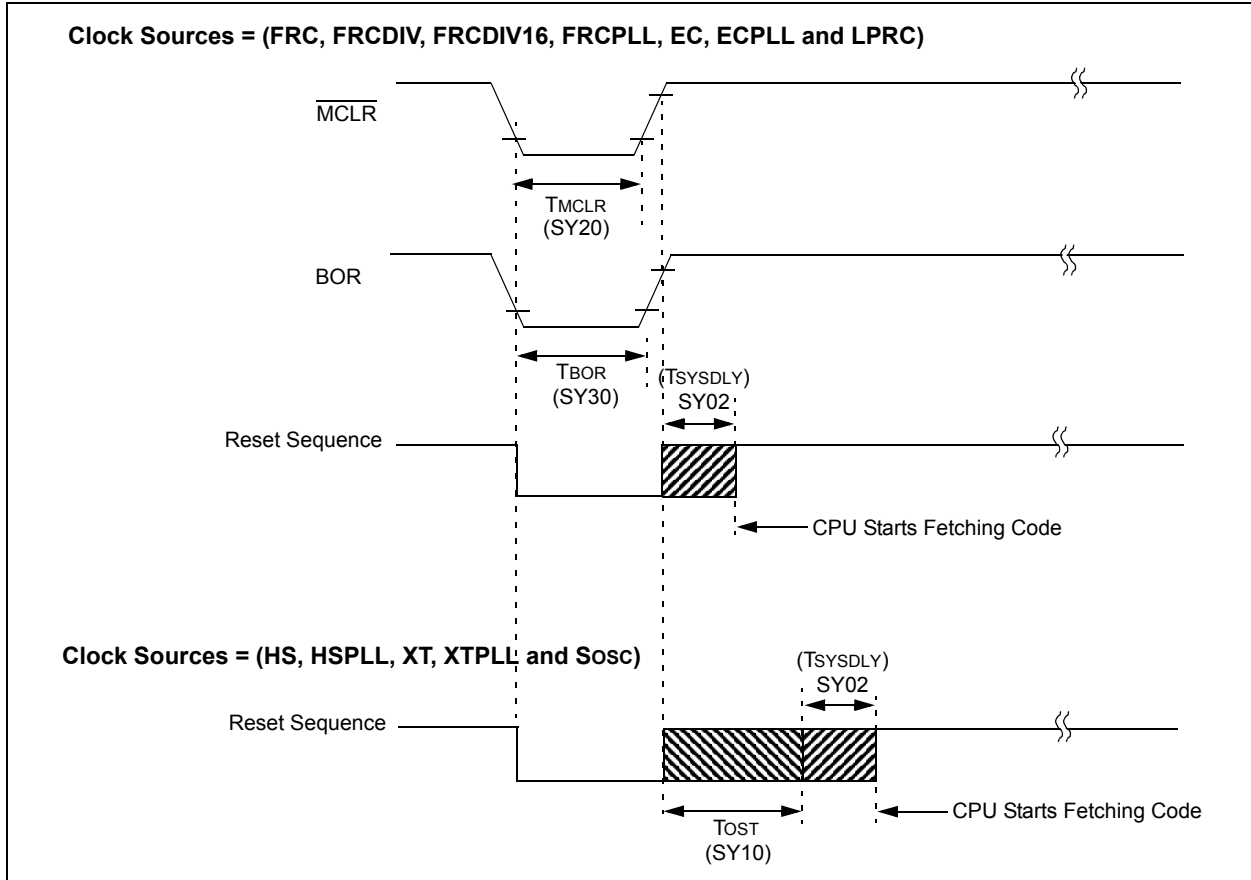 Clock Sources = (FRC, FRCDIV, FRCDIV16, FRCPLL, EC, ECPLL and LPRC)
MCLR
TMCLR
(SY20)
BOR
TBOR
(SY30)
(TSYSDLY)
SY02
Reset Sequence
CPU Starts Fetching Code
Clock Sources = (HS, HSPLL, XT, XTPLL and SOSC)
(TSYSDLY)
SY02
Reset Sequence
CPU Starts Fetching Code
TOST
(SY10)